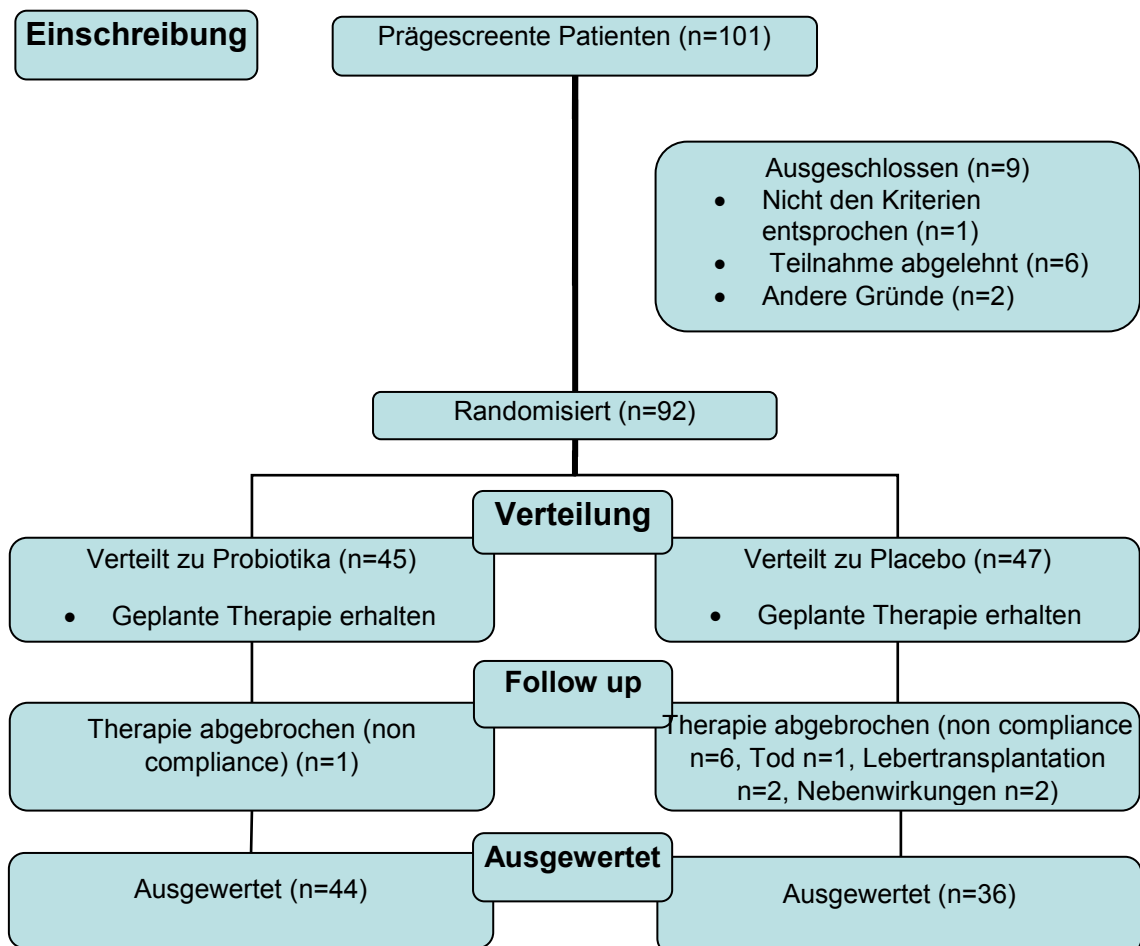 Einschreibung
Prägescreente Patienten (n=101)
Ausgeschlossen (n=9)
• Nicht den Kriterien
entsprochen (n=1)
• Teilnahme abgelehnt (n=6)
• Andere Gründe (n=2)
Randomisiert (n=92)
Verteilung
Verteilt zu Probiotika (n=45)
• Geplante Therapie erhalten
Verteilt zu Placebo (n=47)
• Geplante Therapie erhalten
Follow up
Therapie abgebrochen (non
compliance) (n=1)
Therapie abgebrochen (non compliance
n=6, Tod n=1, Lebertransplantation
n=2, Nebenwirkungen n=2)
Ausgewertet
Ausgewertet (n=44)
Ausgewertet (n=36)